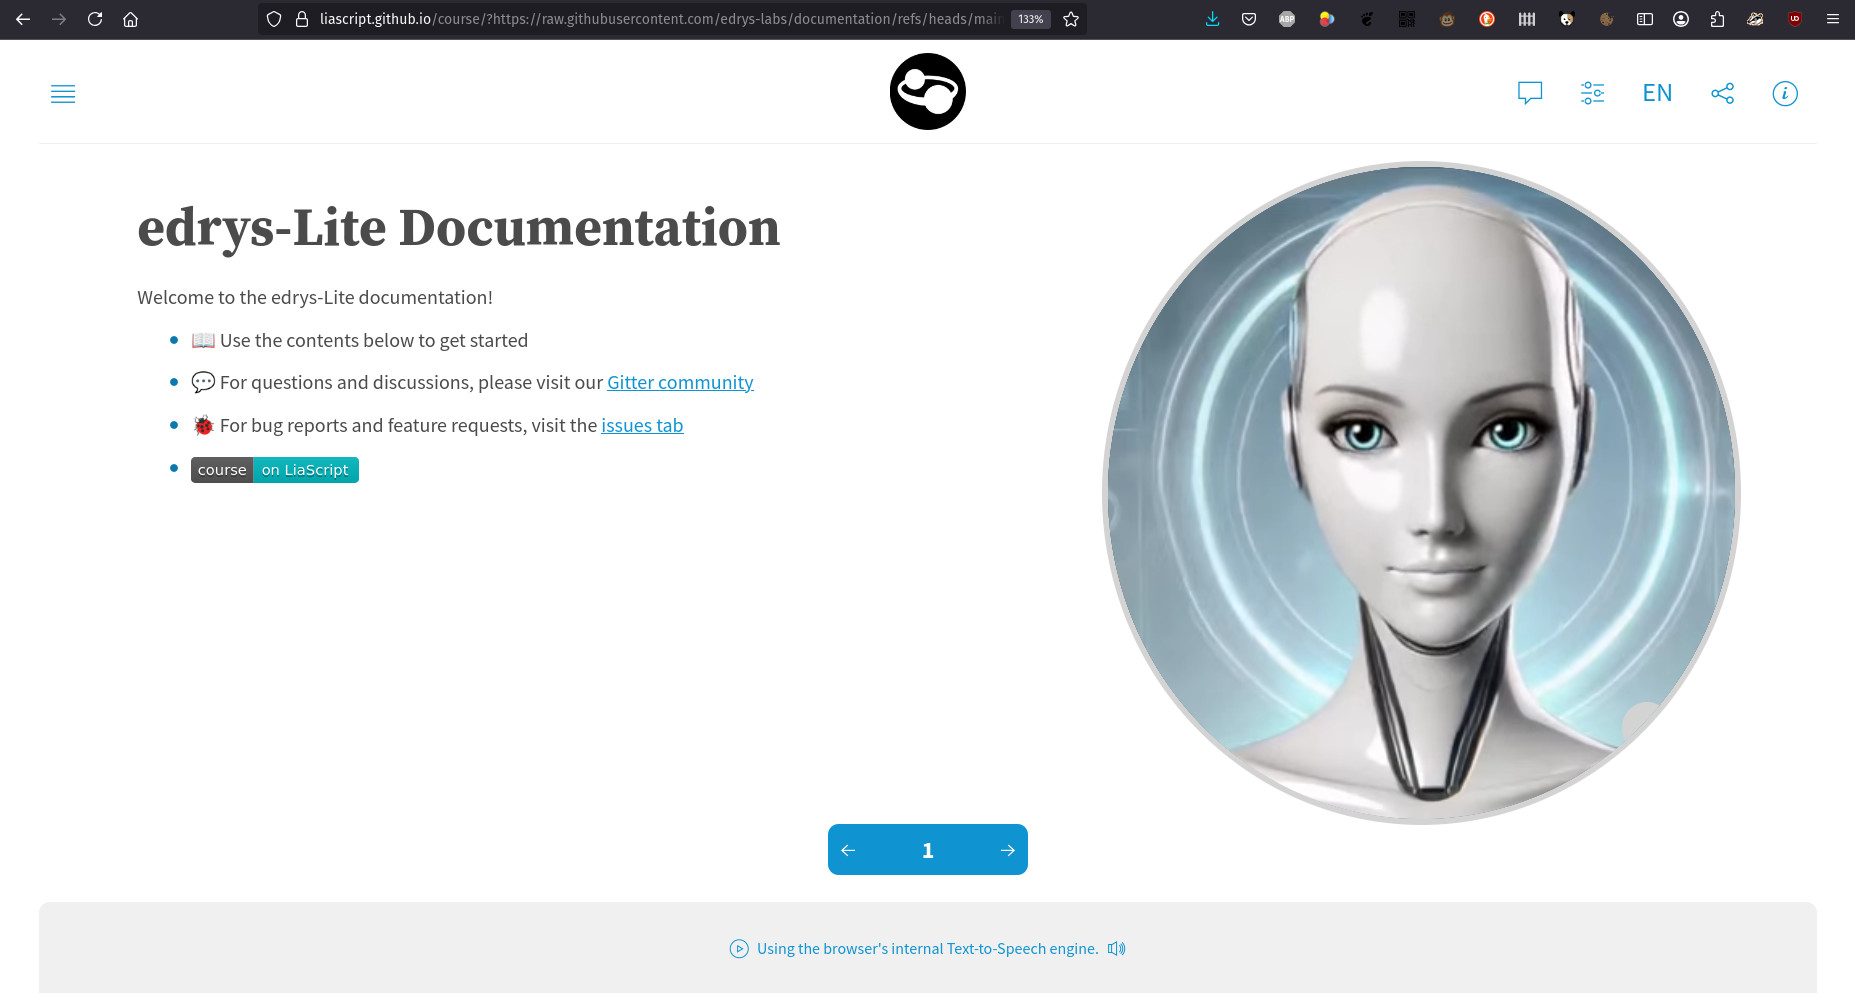 liascript.github.io/course/?https://raw.githubusercontent.com/edrys-labs/documentation/refs/heads/main
133%
EN
edrys-Lite Documentation
Welcome to the edrys-Lite documentation!
Use the contents below to get started
For questions and discussions, please visit our Gitter community
For bug reports and feature requests, visit the issues tab
course on LiaScript
1
Using the browser's internal Text-to-Speech engine.